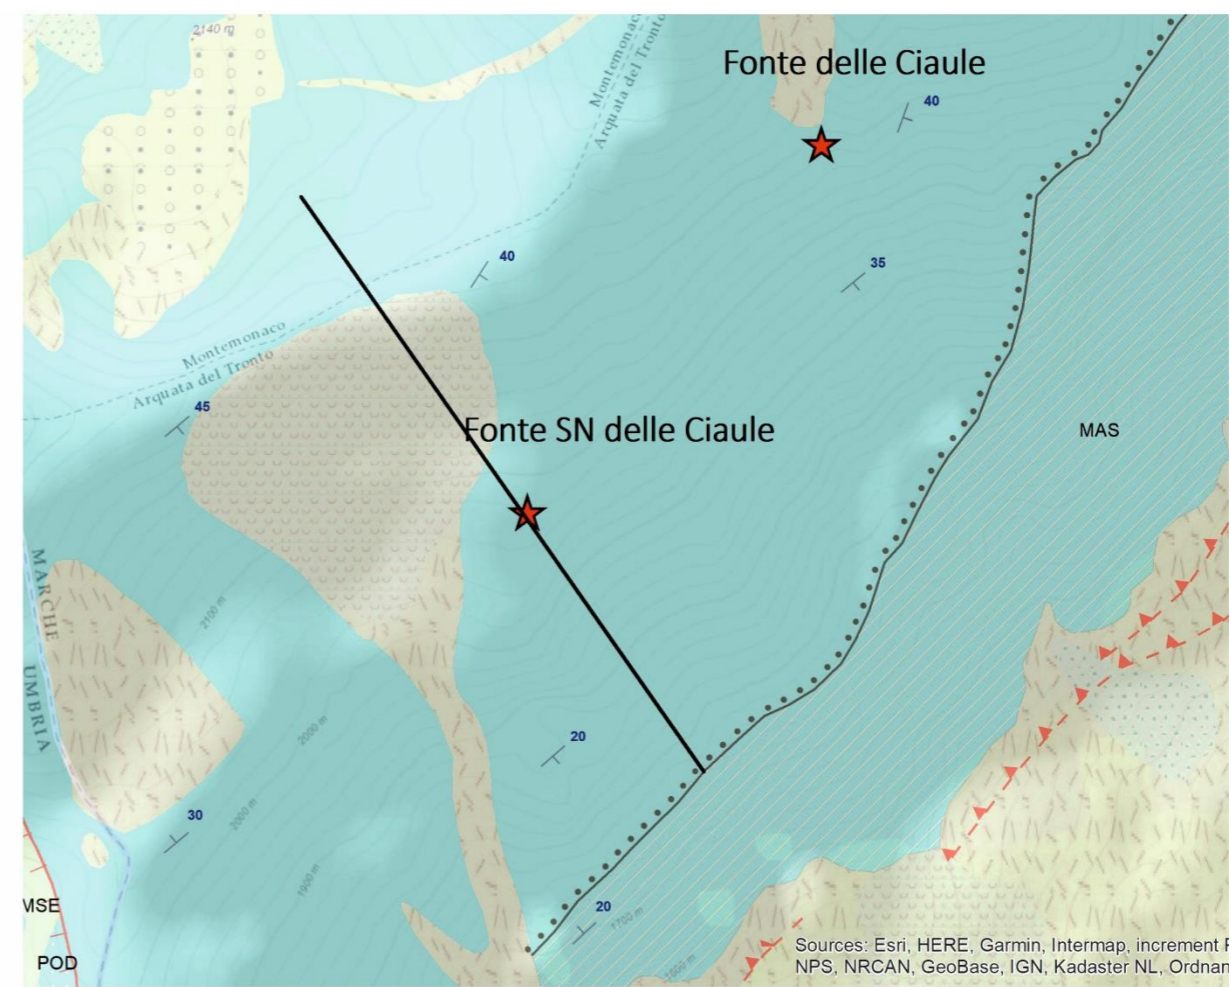 2140 m
Montemonaco
Arquata del Tronto
Fonte delle Ciaule
40
40
35
Montemonaco
Arquata del Tronto
45
Fonte SN delle Ciaule
MAS
MARCHE
UMBRIA
2100 m
2000 m
20
2000 m
30
1900 m
MSE
20
1700 m
POD
1600 m
Sources: Esri, HERE, Garmin, Intermap, increment P
NPS, NRCAN, GeoBase, IGN, Kadaster NL, Ordnan